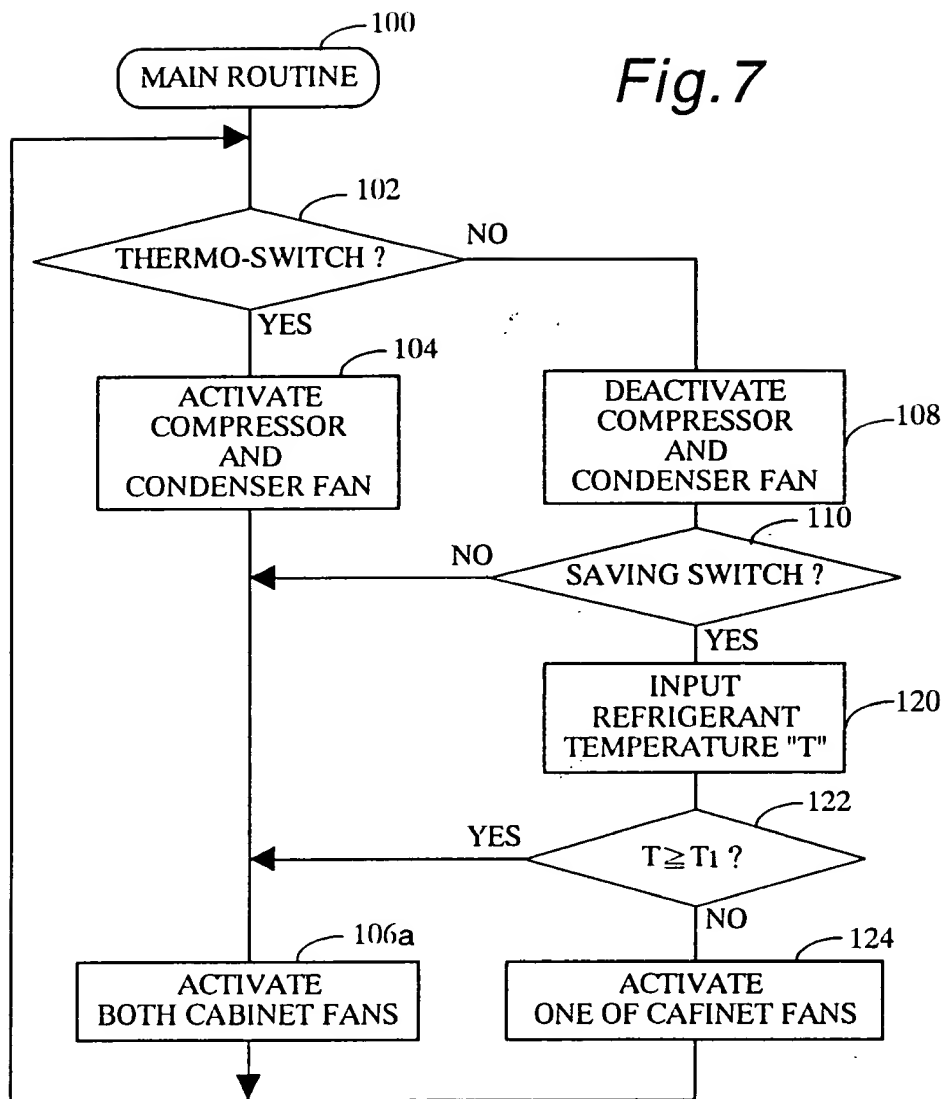 100
MAIN ROUTINE
Fig.7
102
THERMO-SWITCH ?
NO
YES
104
ACTIVATE
COMPRESSOR
AND
CONDENSER FAN
DEACTIVATE
COMPRESSOR
AND
CONDENSER FAN
108
110
NO
SAVING SWITCH ?
YES
INPUT
REFRIGERANT
TEMPERATURE "T"
120
122
YES
T≧T1 ?
NO
106a
ACTIVATE
BOTH CABINET FANS
124
ACTIVATE
ONE OF CAFINET FANS